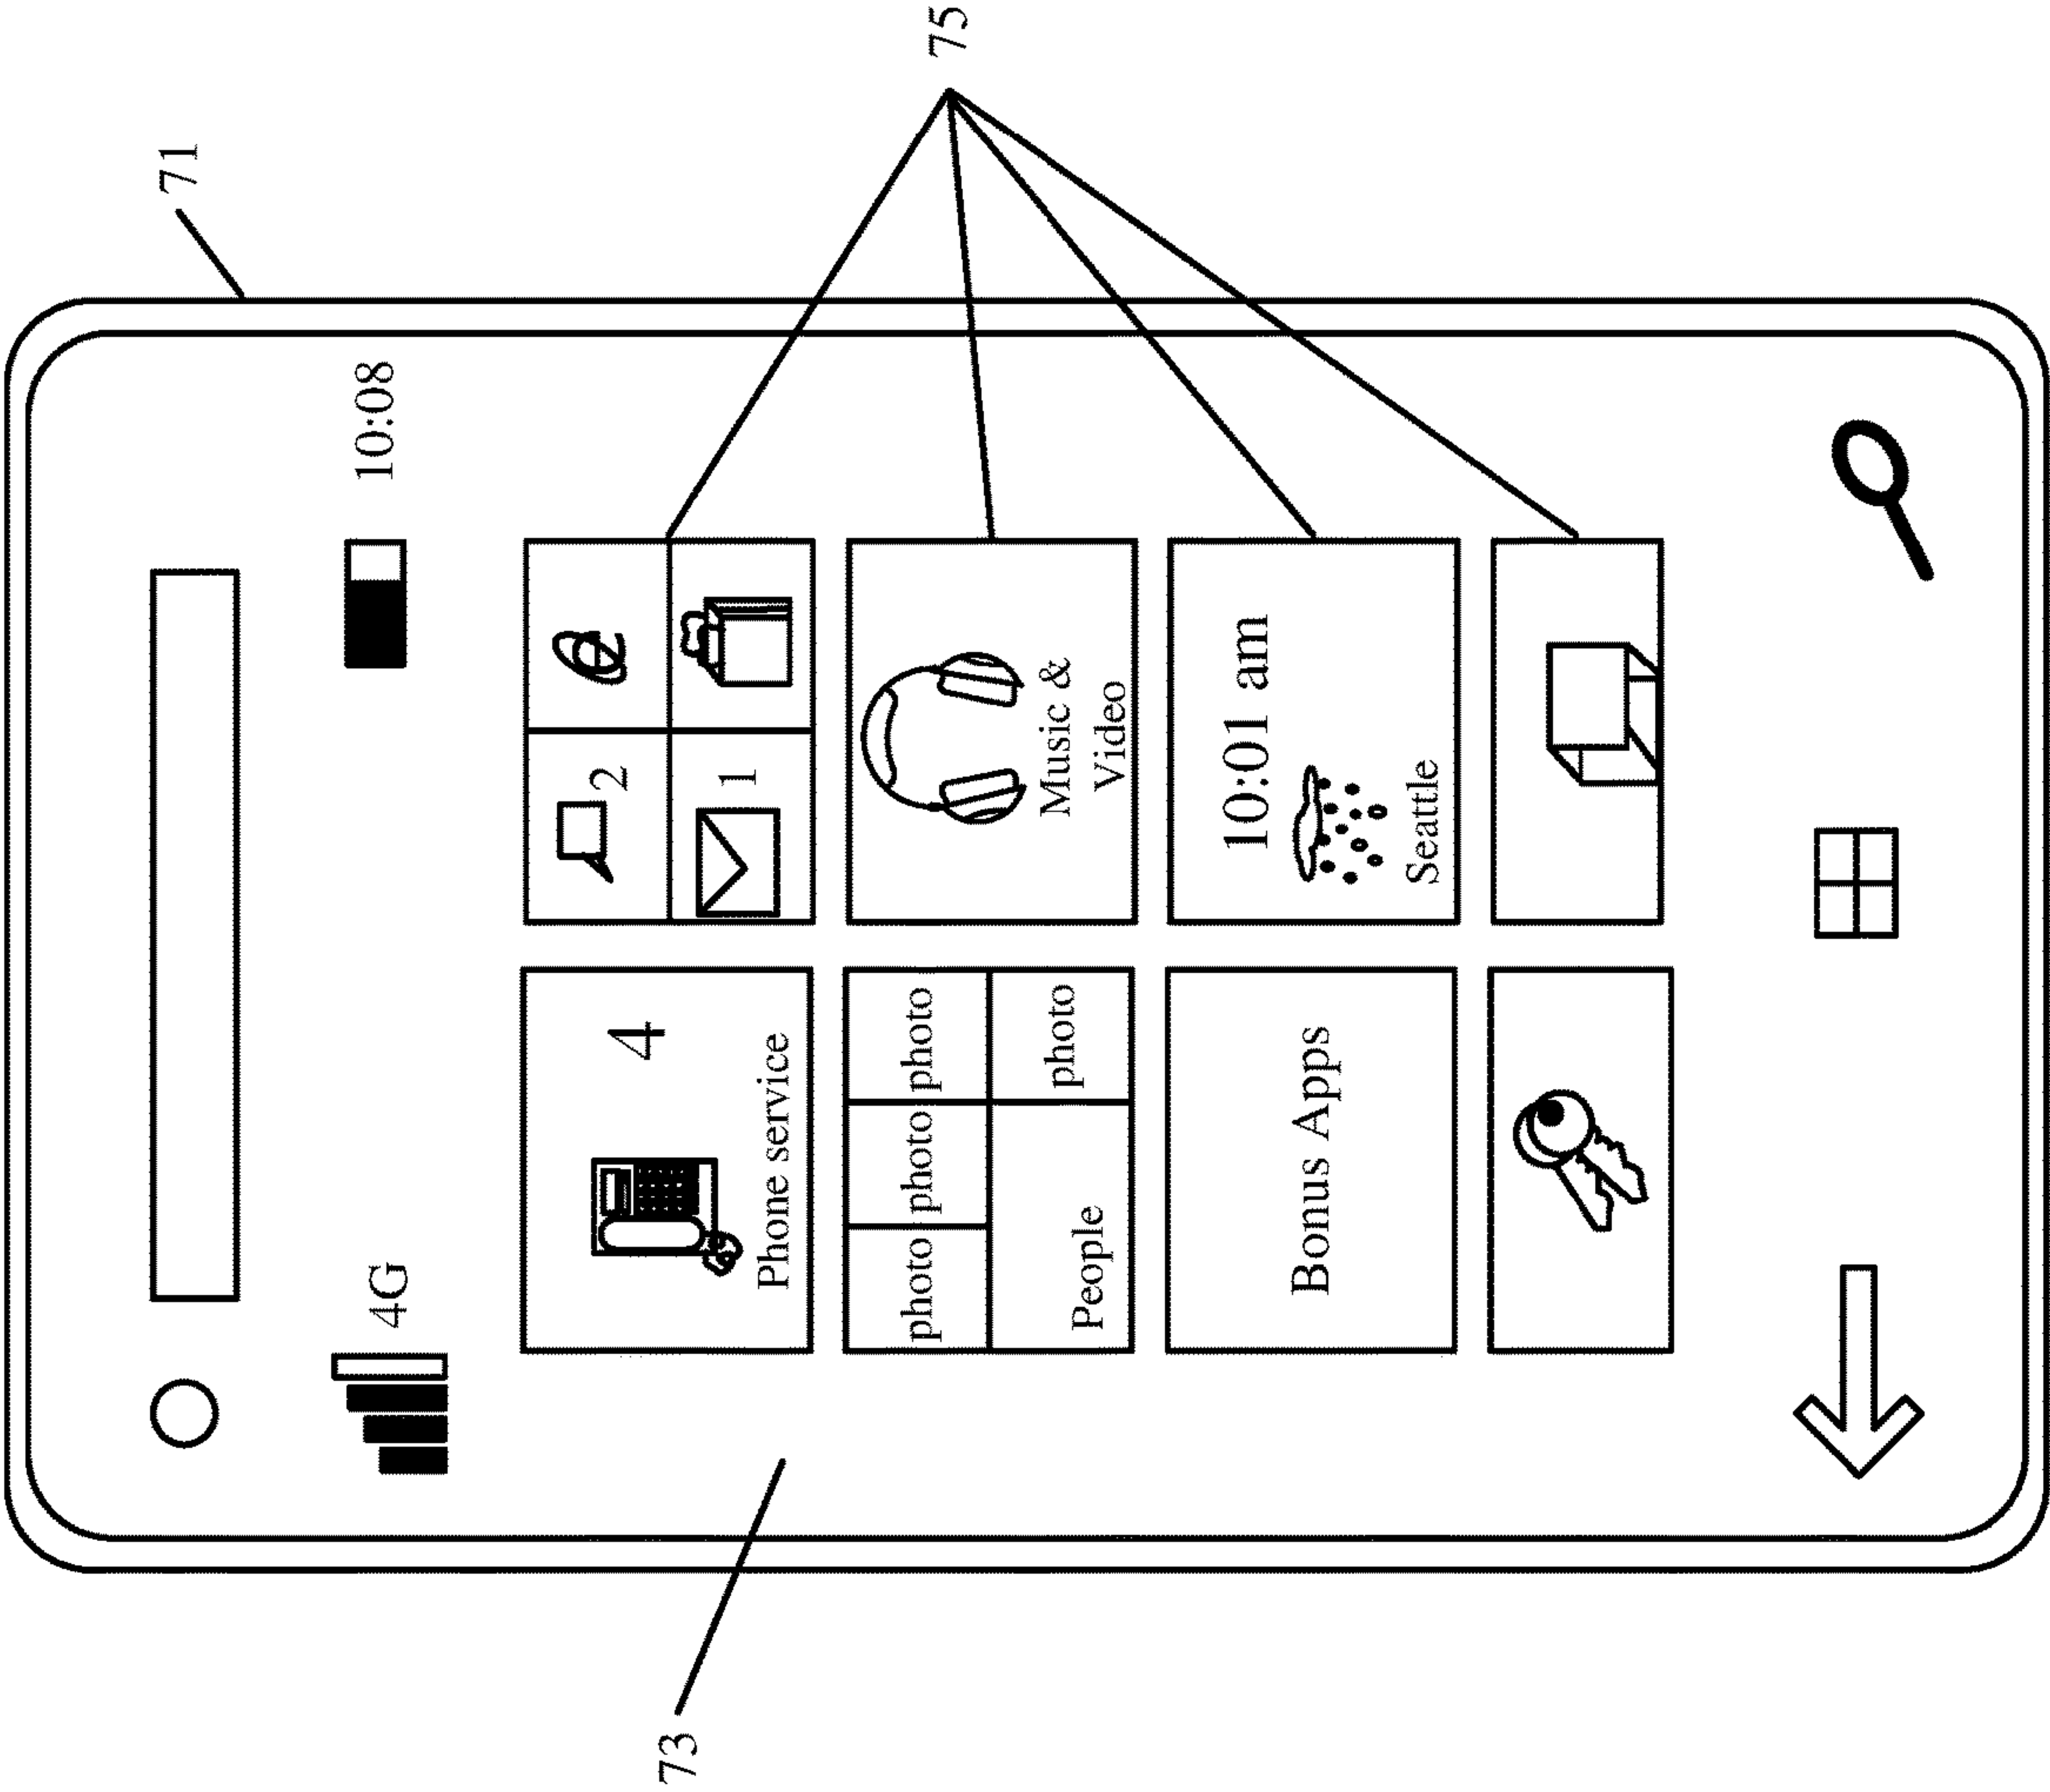 71
75
4G
10:08
4
Phone service
2
e
1
photo photo photo
People
photo
Music &
Video
Bonus Apps
10:01 am
Seattle
73